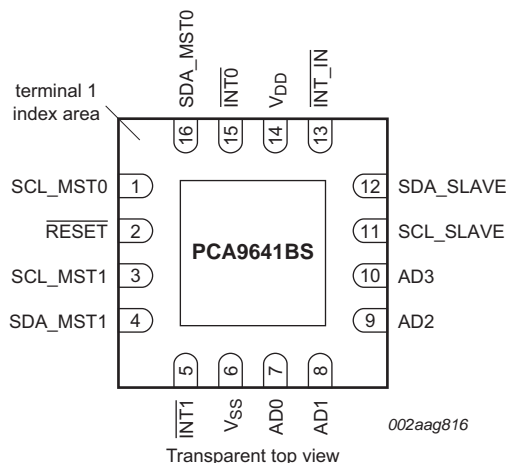 SDA_MST0
INT0
VDD
INT_IN
terminal 1
index area
16
15
14
13
SCL_MST0 1
12 SDA_SLAVE
RESET 2
11 SCL_SLAVE
PCA9641BS
SCL_MST1 3
10 AD3
SDA_MST1 4
9 AD2
5
6
7
8
INT1
VSS
AD0
AD1
002aag816
Transparent top view